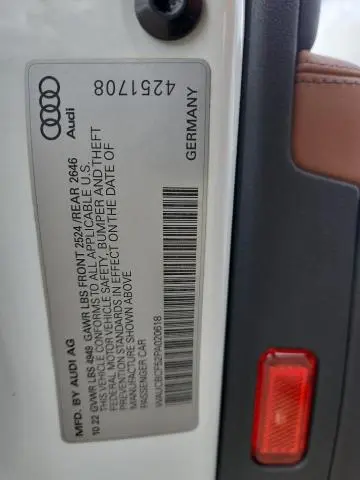 Audi
4251708
MFD. BY AUDI AG
GERMANY
10.22 GVWR LBS 4949 GAWR LBS FRONT 2524 /REAR 2646
THIS VEHICLE CONFORMS TO ALL APPLICABLE U.S.
FEDERAL MOTOR VEHICLE SAFETY, BUMPER AND THEFT
PREVENTION STANDARDS IN EFFECT ON THE DATE OF
MANUFACTURE SHOWN ABOVE
PASSENGER CAR
WAUCBCF52PA020618